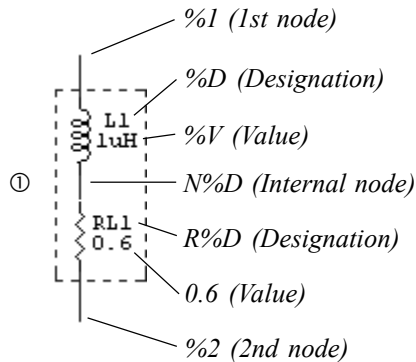 %1 (1st node)
%D (Designation)
L1
1uH
%V (Value)
①
N%D (Internal node)
RL1
0.6
R%D (Designation)
0.6 (Value)
%2 (2nd node)